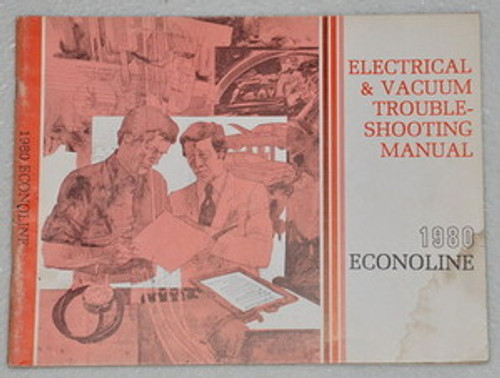 1980 ECONOLINE
ELECTRICAL
& VACUUM
TROUBLE-
SHOOTING
MANUAL
1980
ECONOLINE